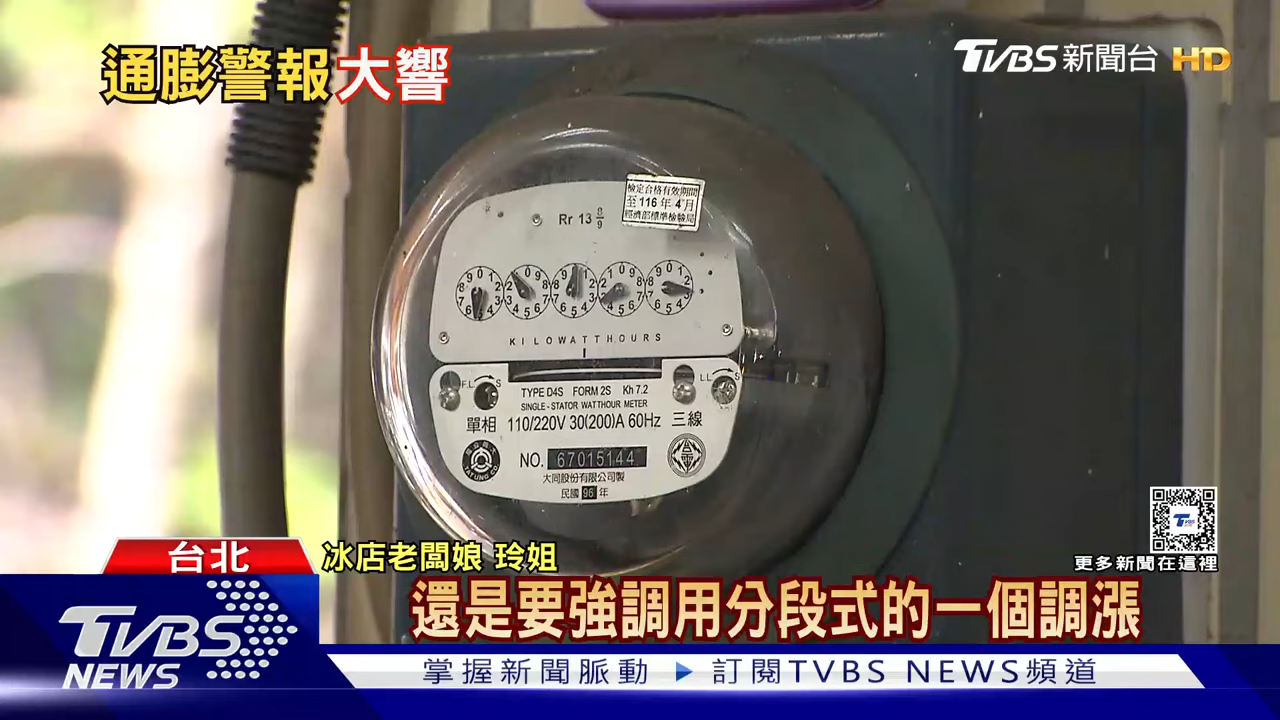 通膨警報大響
TVBS新聞台 HD
檢定合格有效期間
至116年4月
經濟部標準檢驗局
Rr 13 8/9
KILOWATTHOURS
F.L S
L.L S
TYPE D4S FORM 2S Kh 7.2
SINGLE-STATOR WATTHOUR METER
單相 110/220V 30(200)A 60Hz 三線
TATUNG CO.
NO. 67015144
大同股份有限公司製
民國 96 年
TVBS
更多新聞在這裡
台北
冰店老闆娘 玲姐
還是要強調用分段式的一個調漲
TVBS NEWS
掌握新聞脈動 ▶ 訂閱TVBS NEWS頻道